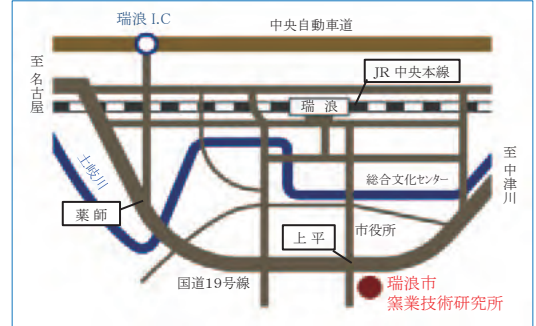 瑞浪 I.C
中央自動車道
至名古屋
JR 中央本線
瑞 浪
土岐川
至中津川
総合文化センター
薬 師
上 平
市役所
国道19号線
瑞浪市
窯業技術研究所